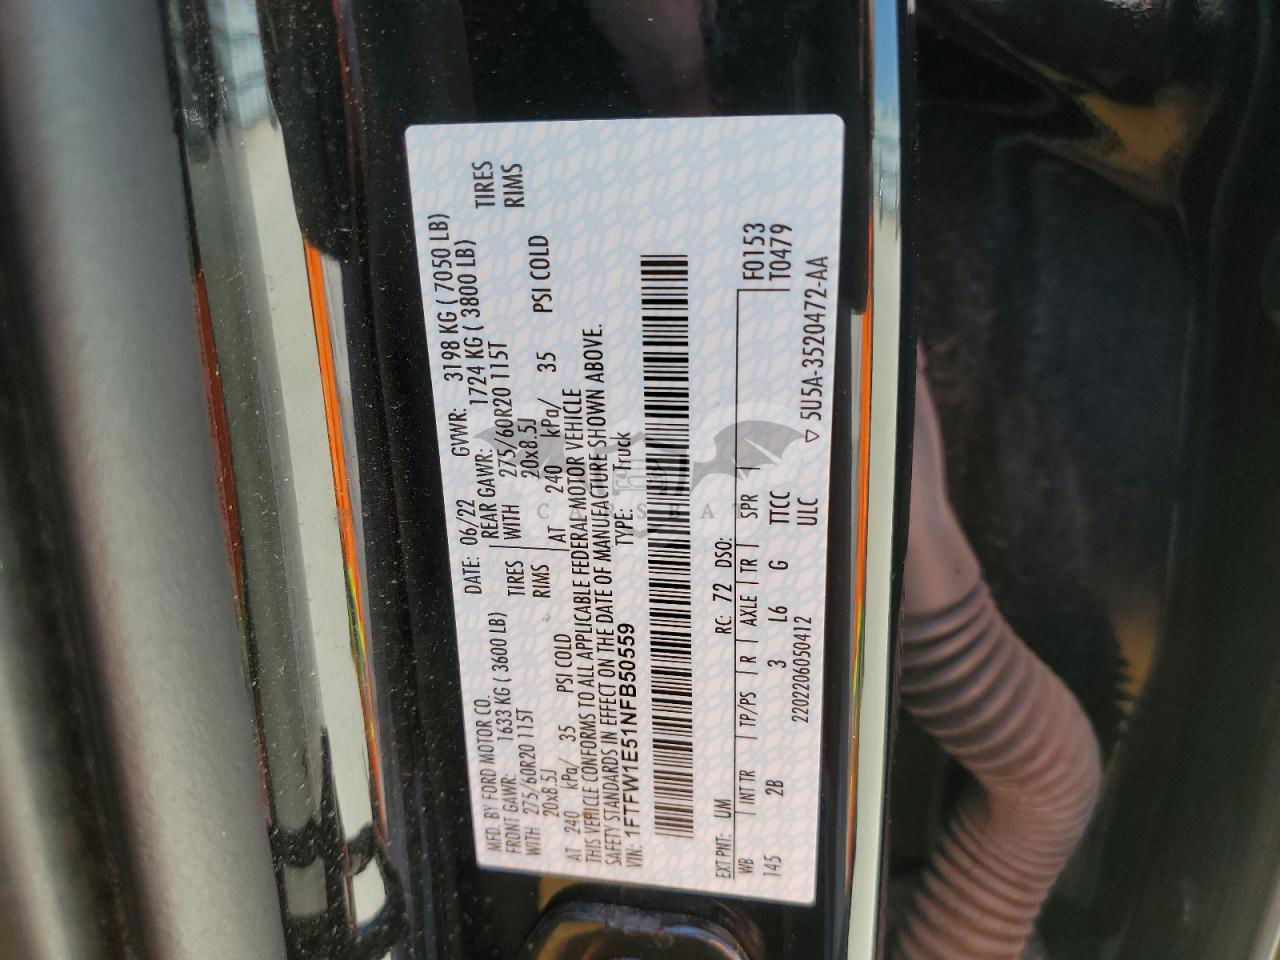 MFD. BY FORD MOTOR CO.
DATE: 06/22 GVWR: 3198 KG ( 7050 LB)
FRONT GAWR: 1633 KG ( 3600 LB)
REAR GAWR: 1724 KG ( 3800 LB)
WITH 275/60R20 115T TIRES
WITH 275/60R20 115T TIRES
20x8.5J RIMS
20x8.5J RIMS
AT 240 kPa/ 35 PSI COLD
AT 240 kPa/ 35 PSI COLD
THIS VEHICLE CONFORMS TO ALL APPLICABLE FEDERAL MOTOR VEHICLE
SAFETY STANDARDS IN EFFECT ON THE DATE OF MANUFACTURE SHOWN ABOVE.
VIN: 1FTFW1E51NFB50559 TYPE: Truck
EXT PNT: UM RC: 72 DSO:
F0153
WB INT TR TP/PS R AXLE TR SPR
T0479
145 2B 3 L6 G TTCC
20220206050412 ULC
5U5A-3520472-AA
CARSBAT